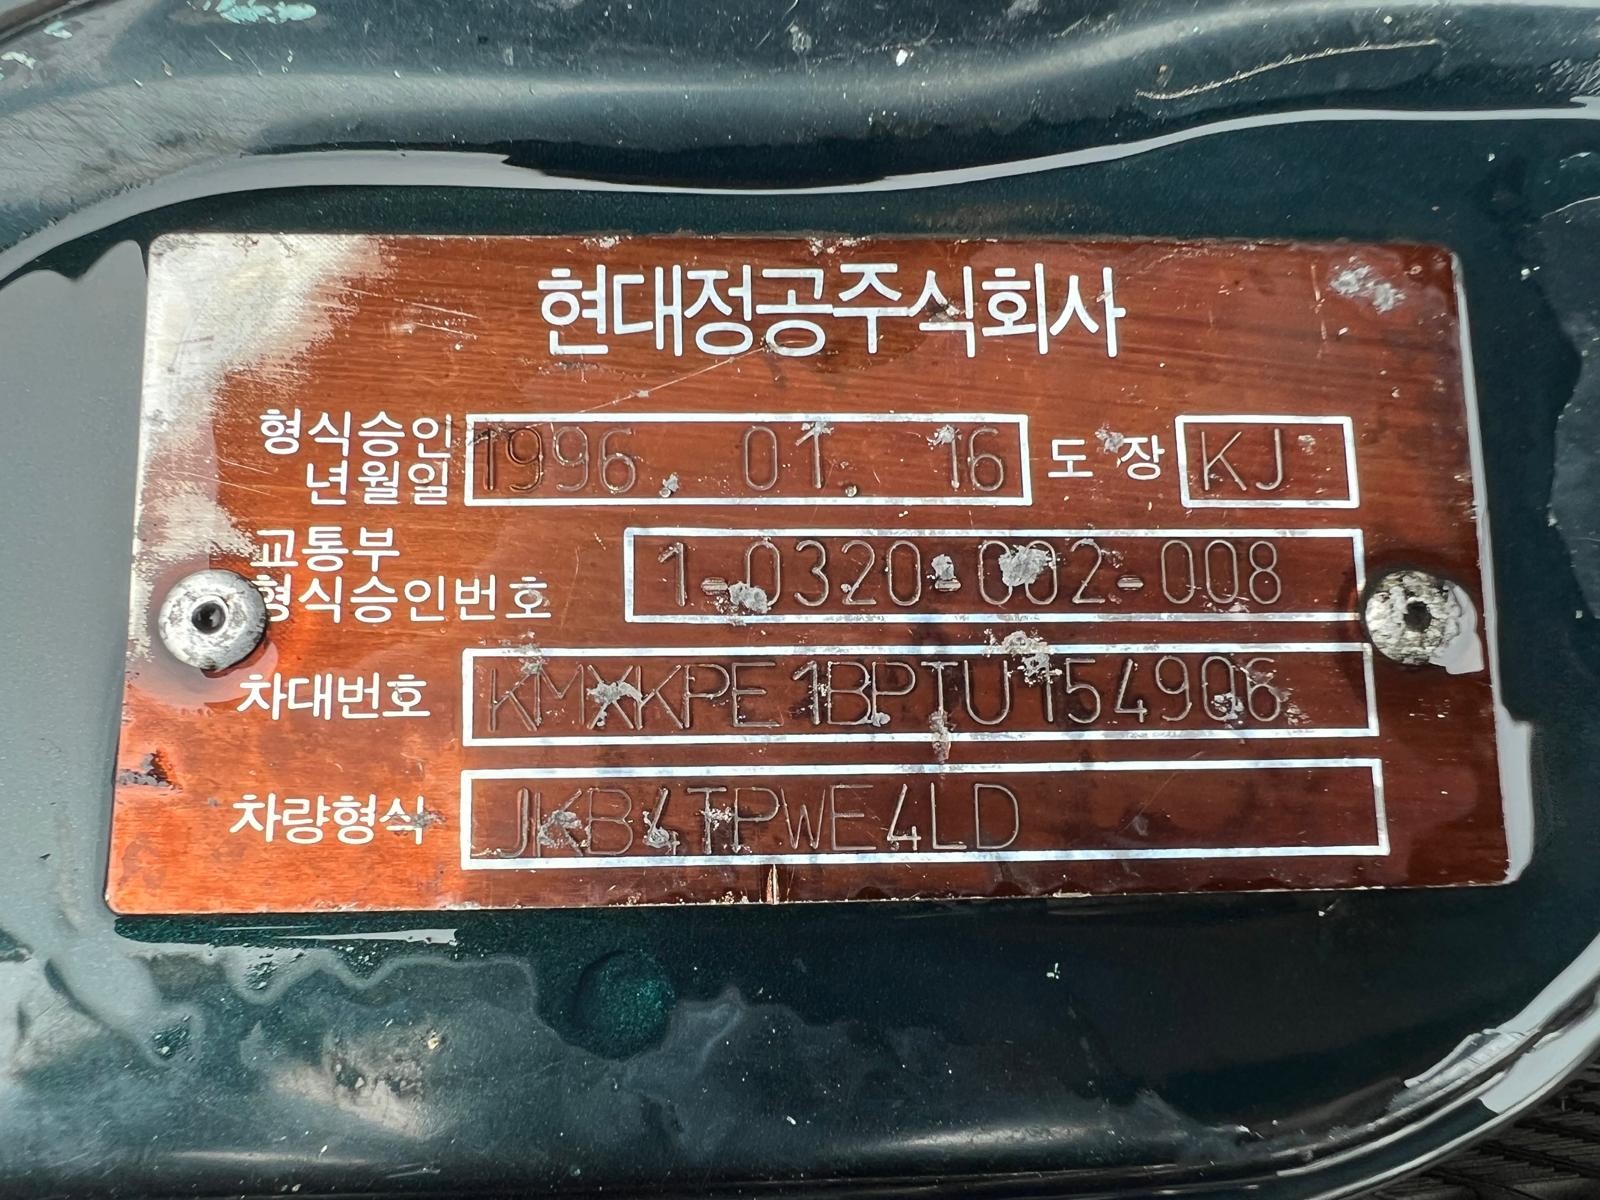 현대정공주식회사
형식승인 년월일 1996. 01. 16 도장 KJ
교통부 형식승인번호 1-0320-002-008
차대번호 KMXKPE1BPTU154906
차량형식 JKB4TPWE4LD